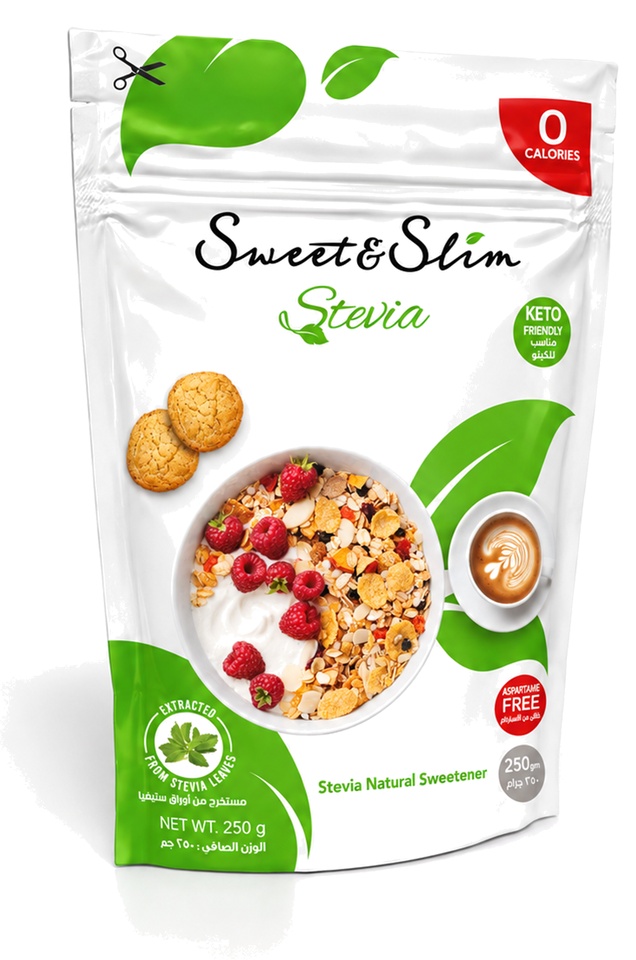 0
CALORIES
Sweet & Slim
Stevia
KETO
FRIENDLY
مناسب
للكيتو
ASPARTAME
FREE
خالي من الأسبارتام
EXTRACTED
FROM STEVIA LEAVES
مستخرج من أوراق ستيفيا
NET WT. 250 g
الوزن الصافي : ٢٥٠ جم
Stevia Natural Sweetener
250gm
٢٥٠ جرام